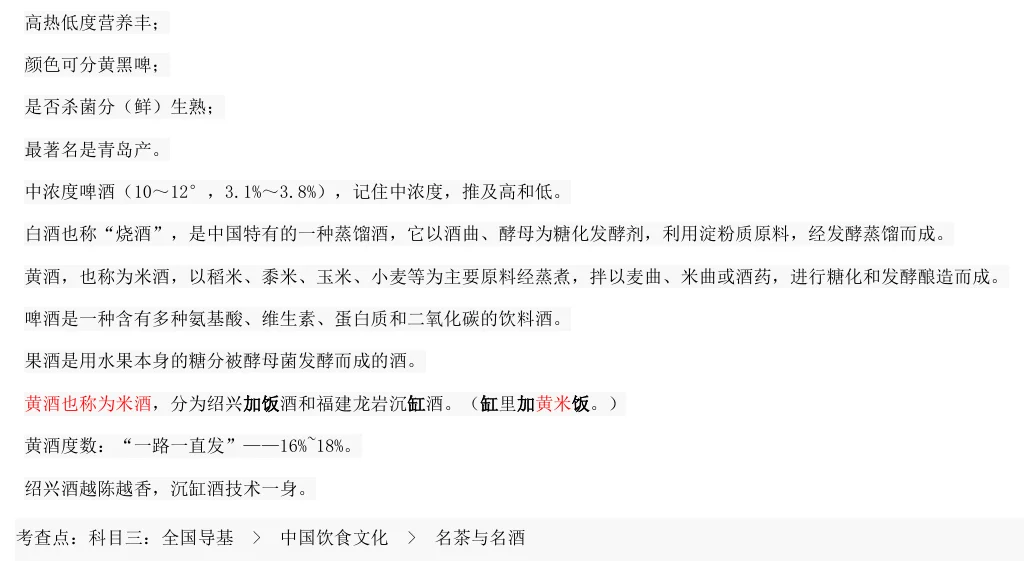 高热低度营养丰；
颜色可分黄黑啤；
是否杀菌分（鲜）生熟；
最著名是青岛产。
中浓度啤酒（10～12°，3.1%～3.8%），记住中浓度，推及高和低。
白酒也称“烧酒”，是中国特有的一种蒸馏酒，它以酒曲、酵母为糖化发酵剂，利用淀粉质原料，经发酵蒸馏而成。
黄酒，也称为米酒，以稻米、黍米、玉米、小麦等为主要原料经蒸煮，拌以麦曲、米曲或酒药，进行糖化和发酵酿造而成。
啤酒是一种含有多种氨基酸、维生素、蛋白质和二氧化碳的饮料酒。
果酒是用水果本身的糖分被酵母菌发酵而成的酒。
黄酒也称为米酒，分为绍兴加饭酒和福建龙岩沉缸酒。（缸里加黄米饭。）
黄酒度数：“一路一直发”——16%~18%。
绍兴酒越陈越香，沉缸酒技术一身。
考查点：科目三：全国导基 > 中国饮食文化 > 名茶与名酒